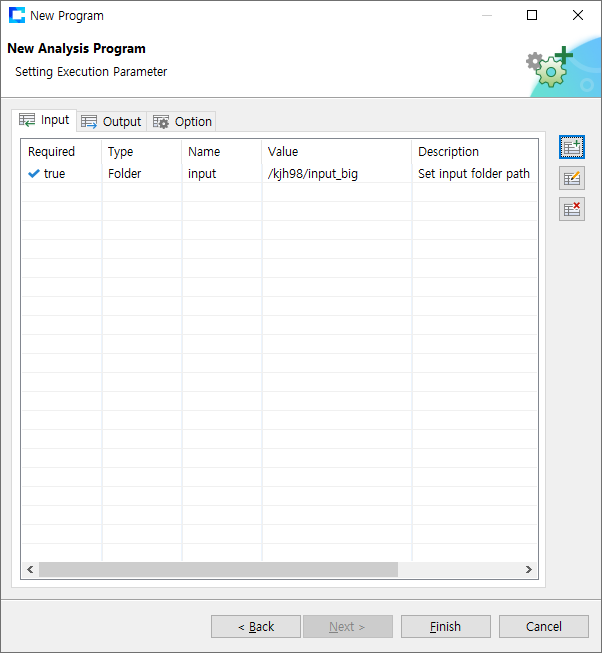 New Program
New Analysis Program
Setting Execution Parameter
Input Output Option
Required Type Name Value Description
true Folder input /kjh98/input_big Set input folder path
< Back Next > Finish Cancel